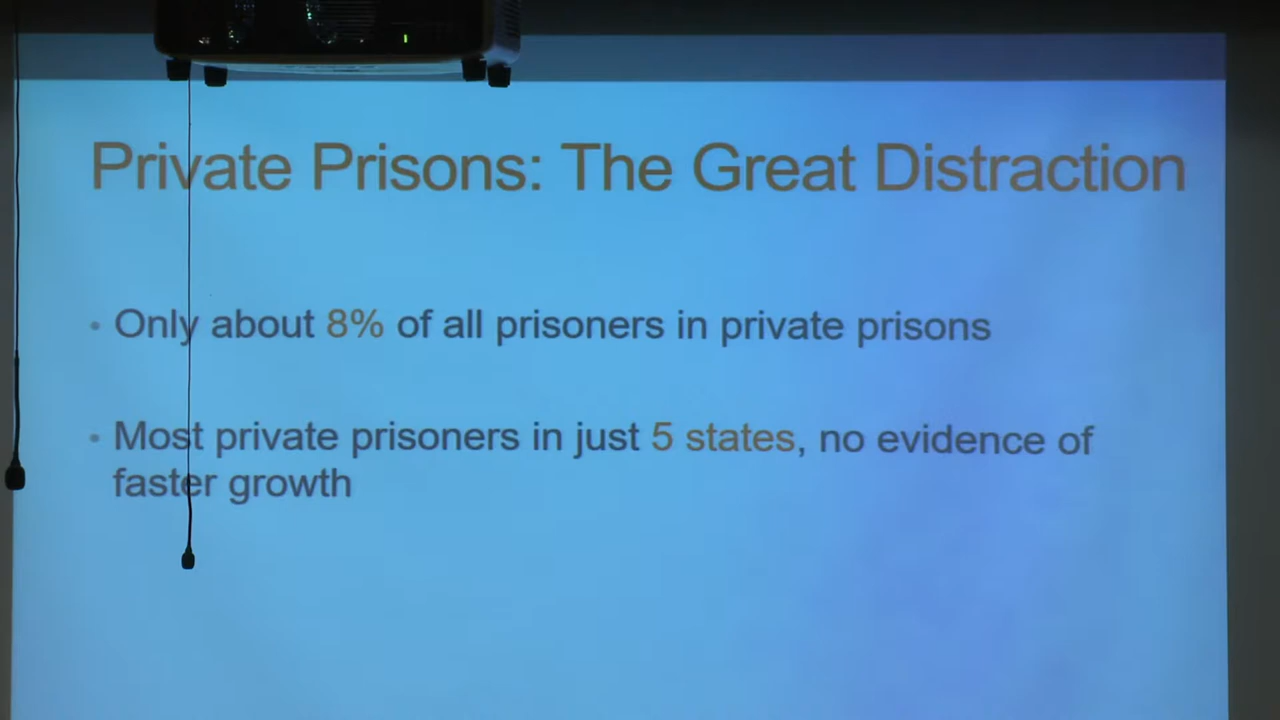 Private Prisons: The Great Distraction
• Only about 8% of all prisoners in private prisons
• Most private prisoners in just 5 states, no evidence of
faster growth